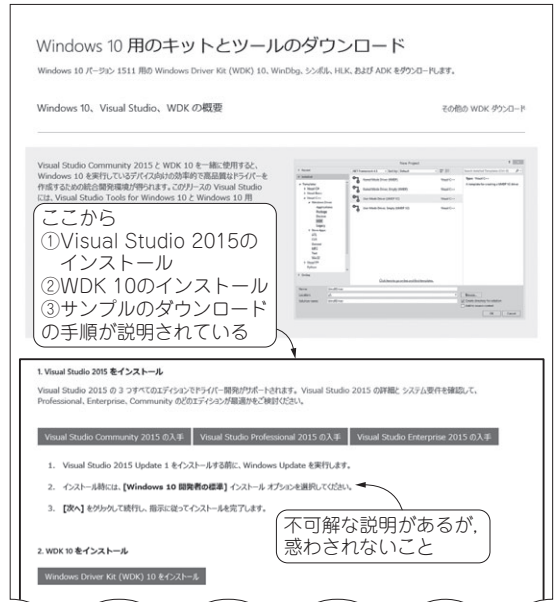 Windows 10 用のキットとツールのダウンロード
Windows 10 バージョン 1511 用の Windows Driver Kit (WDK) 10、WinDbg、シンボル、HLK、および ADK をダウンロードします。
Windows 10、Visual Studio、WDK の概要
その他の WDK ダウンロード
Visual Studio Community 2015 と WDK 10 を一緒に使用すると、
Windows 10 を実行しているデバイス向けの効率的で高品質なドライバーを
作成するための統合開発環境が得られます。このリリースの Visual Studio
には、Visual Studio Tools for Windows 10 と Windows 10 用
ここから
①Visual Studio 2015の
インストール
②WDK 10のインストール
③サンプルのダウンロード
の手順が説明されている
1. Visual Studio 2015 をインストール
Visual Studio 2015 の 3 つすべてのエディションでドライバー開発がサポートされます。 Visual Studio 2015 の詳細と システム要件を確認して、
Professional、Enterprise、Community のどのエディションが最適かをご検討ください。
Visual Studio Community 2015 の入手
Visual Studio Professional 2015 の入手
Visual Studio Enterprise 2015 の入手
1. Visual Studio 2015 Update 1 をインストールする前に、Windows Update を実行します。
2. インストール時には、[Windows 10 開発者の標準] インストール オプションを選択してください。
3. [次へ] をクリックして続行し、指示に従ってインストールを完了します。
不可解な説明があるが，
惑わされないこと
2. WDK 10 をインストール
Windows Driver Kit (WDK) 10 をインストール